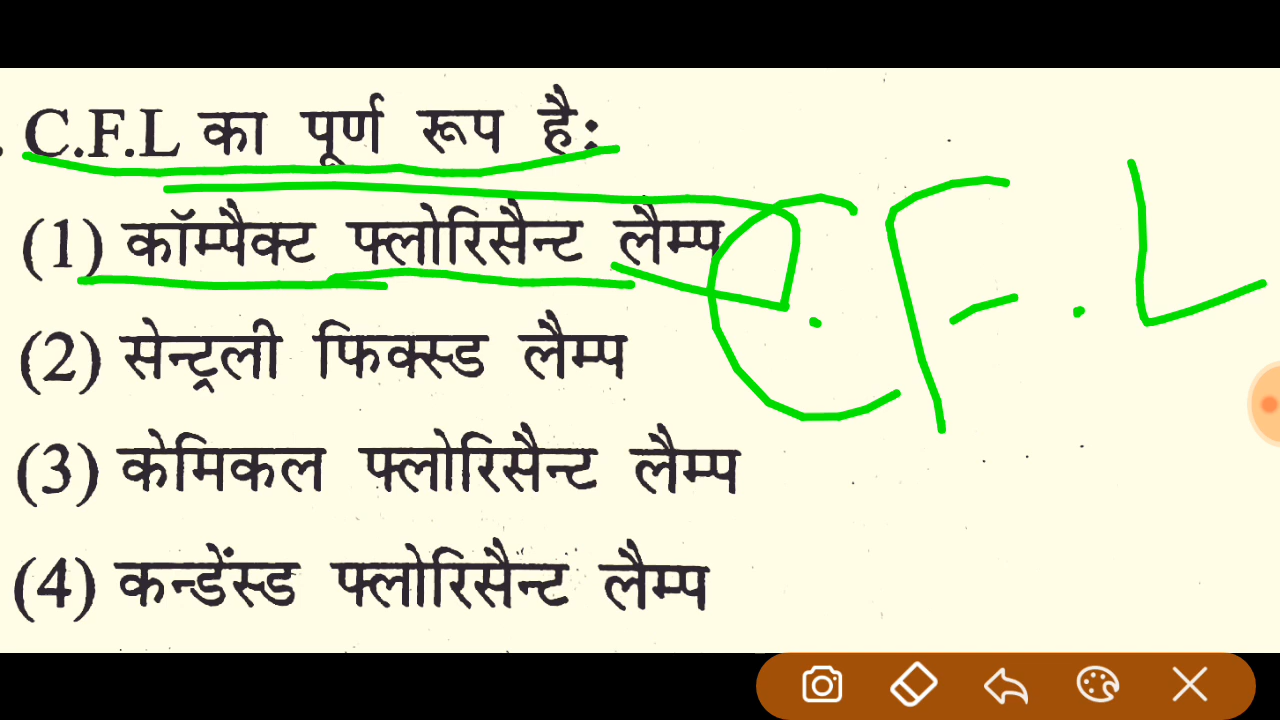 . C.F.L का पूर्ण रूप है:
(1) कॉम्पैक्ट फ्लोरिसैन्ट लैम्प
C.F.L
(2) सेन्ट्रली फिक्स्ड लैम्प
(3) केमिकल फ्लोरिसैन्ट लैम्प
(4) कन्डेंस्ड फ्लोरिसैन्ट लैम्प